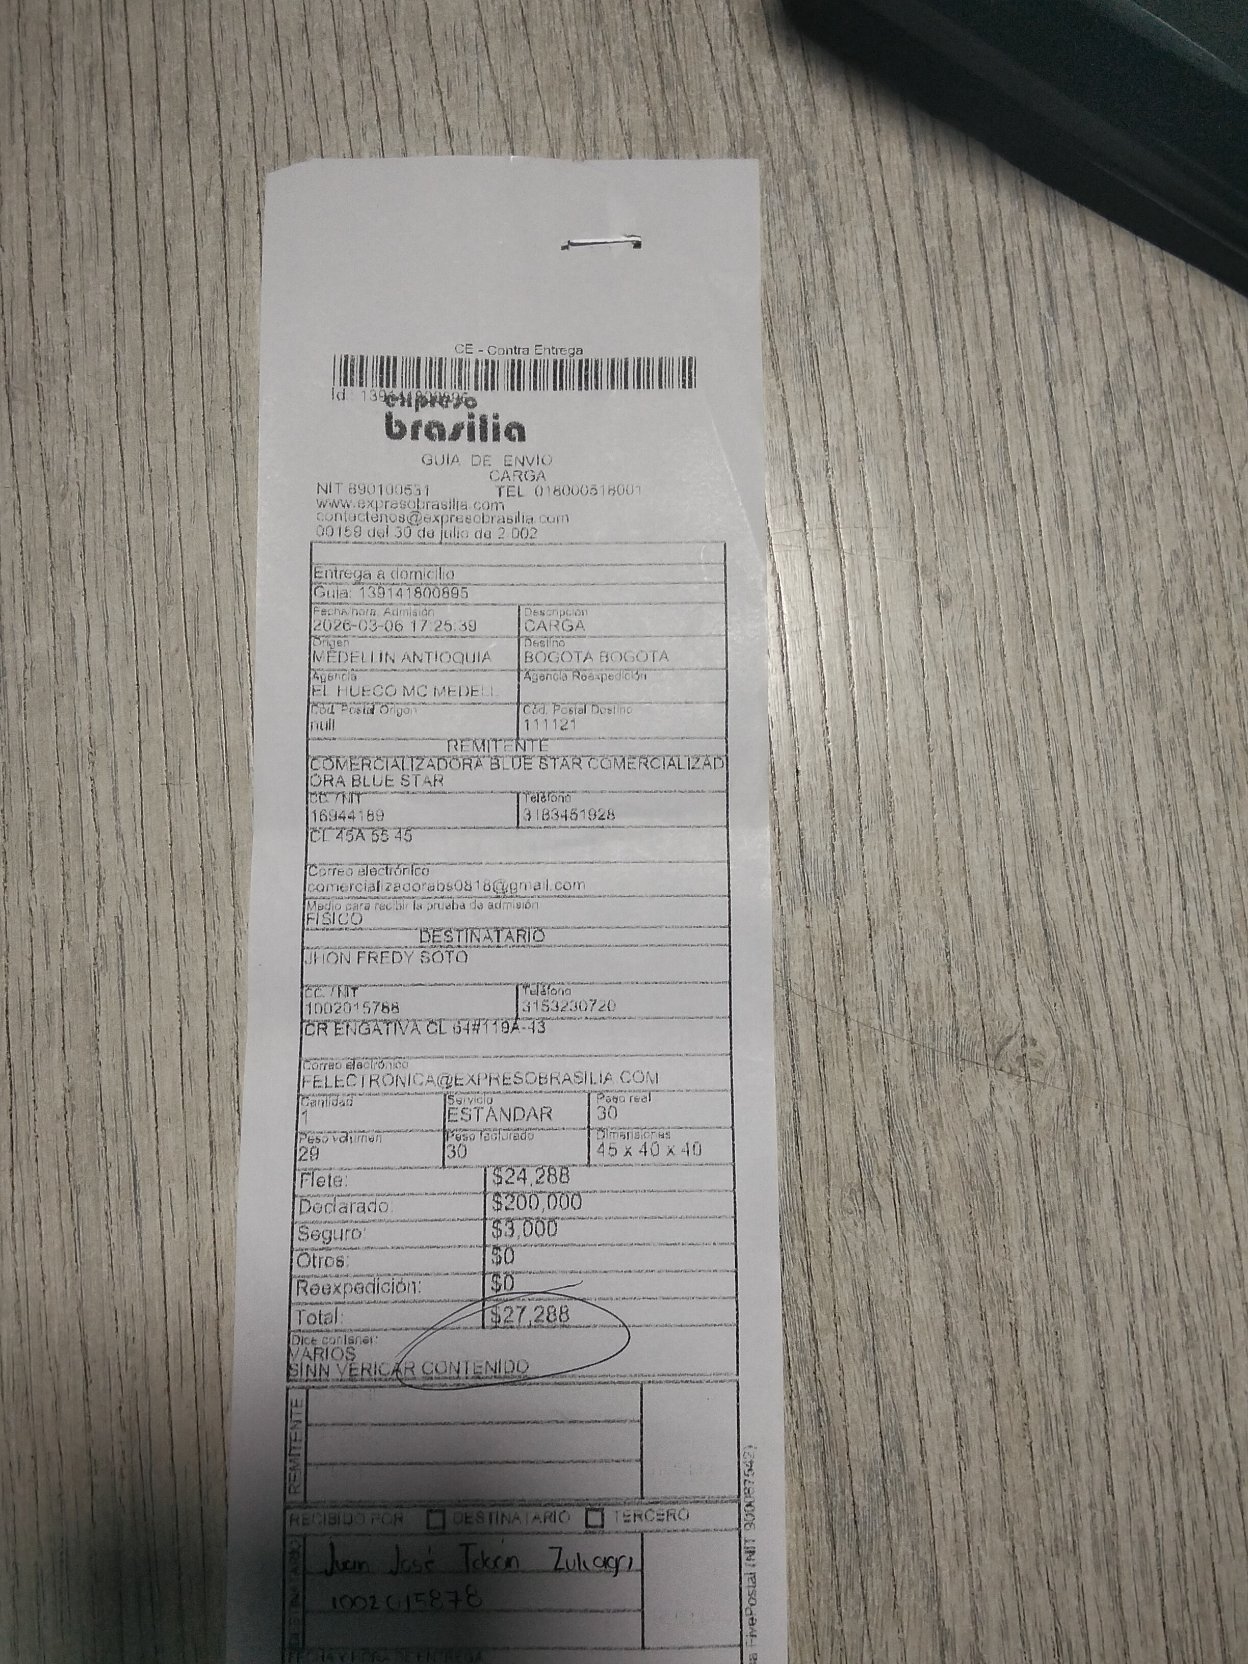 CE - Contra Entrega
Id.: 139141800895
expreso
brasilia
GUIA DE ENVIO
CARGA
NIT 890100531 TEL 018000518001
www.expresobrasilia.com
contactenos@expresobrasilia.com
00159 del 30 de julio de 2.002
Entrega a domicilio
Guia: 139141800895
Fecha/hora. Admisión Descripción
2026-03-06 17:25:39 CARGA
Origen Destino
MEDELLIN ANTIOQUIA BOGOTA BOGOTA
Agencia Agencia Reexpedición
EL HUECO MC MEDELL
Cód. Postal Origen Cód. Postal Destino
null 111121
REMITENTE
COMERCIALIZADORA BLUE STAR COMERCIALIZAD
ORA BLUE STAR
CC. /NIT Teléfono
16944189 3183451928
CL 45A 55 45
Correo electrónico
comercializadorabs0818@gmail.com
Medio para recibir la prueba de admisión
FISICO
DESTINATARIO
JHON FREDY SOTO
CC. /NIT Teléfono
1002015788 3153230720
CR ENGATIVA CL 64#119A-43
Correo electrónico
FELECTRONICA@EXPRESOBRASILIA.COM
Cantidad Servicio Peso real
1 ESTANDAR 30
Peso volumen Peso facturado Dimensiones
29 30 45 x 40 x 40
Flete: $24,288
Declarado: $200,000
Seguro: $3,000
Otros: $0
Reexpedición: $0
Total: $27,288
Dice contener:
VARIOS
SINN VERICAR CONTENIDO
REMITENTE
RECIBIDO POR DESTINATARIO TERCERO
Juan José Tobón Zuluaga
1002015878
FivePostal (NIT 900087542)